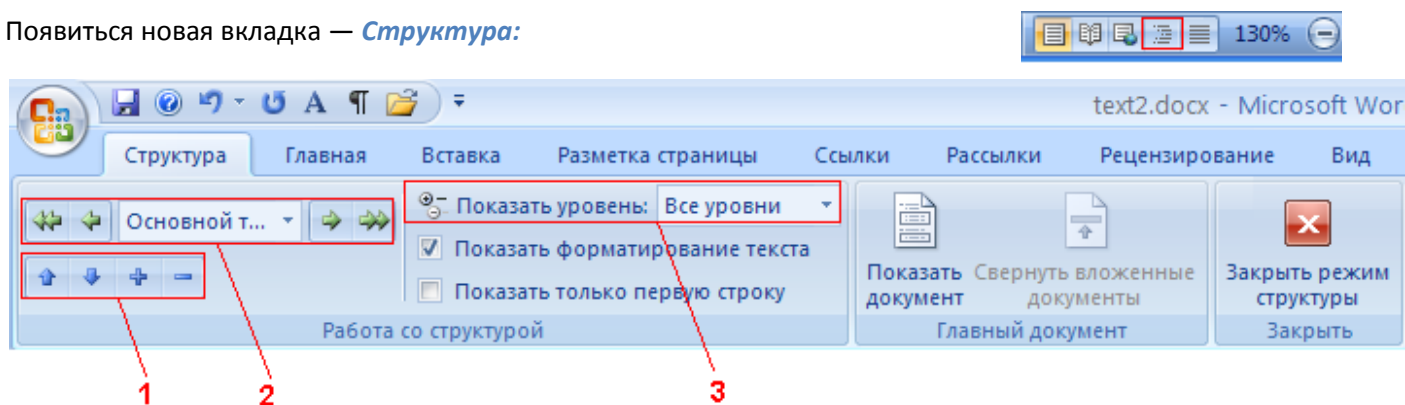 Появиться новая вкладка — Структура:
130%
text2.docx - Microsoft Wor
Структура Главная Вставка Разметка страницы Ссылки Рассылки Рецензирование Вид
Основной т...
Показать уровень: Все уровни
Показать форматирование текста
Показать только первую строку
Работа со структурой
Показать документ
Свернуть вложенные документы
Главный документ
Закрыть режим структуры
Закрыть
1 2 3